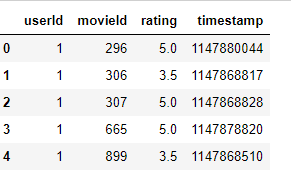 userId movieId rating timestamp
0 1 296 5.0 1147880044
1 1 306 3.5 1147868817
2 1 307 5.0 1147868828
3 1 665 5.0 1147878820
4 1 899 3.5 1147868510